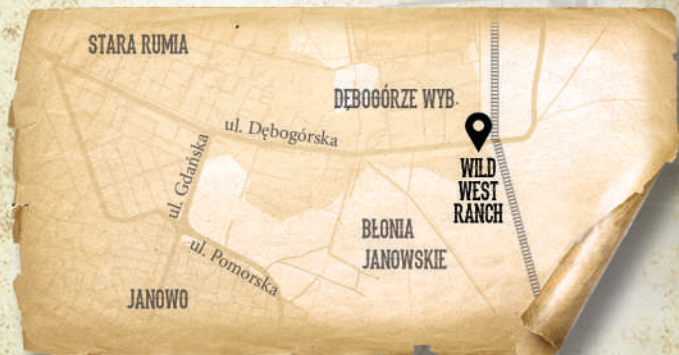 STARA RUMIA
DĘBOGÓRZE WYB.
ul. Dębogórska
ul. Gdańska
WILD
WEST
RANCH
BŁONIA
JANOWSKIE
ul. Pomorska
JANOWO